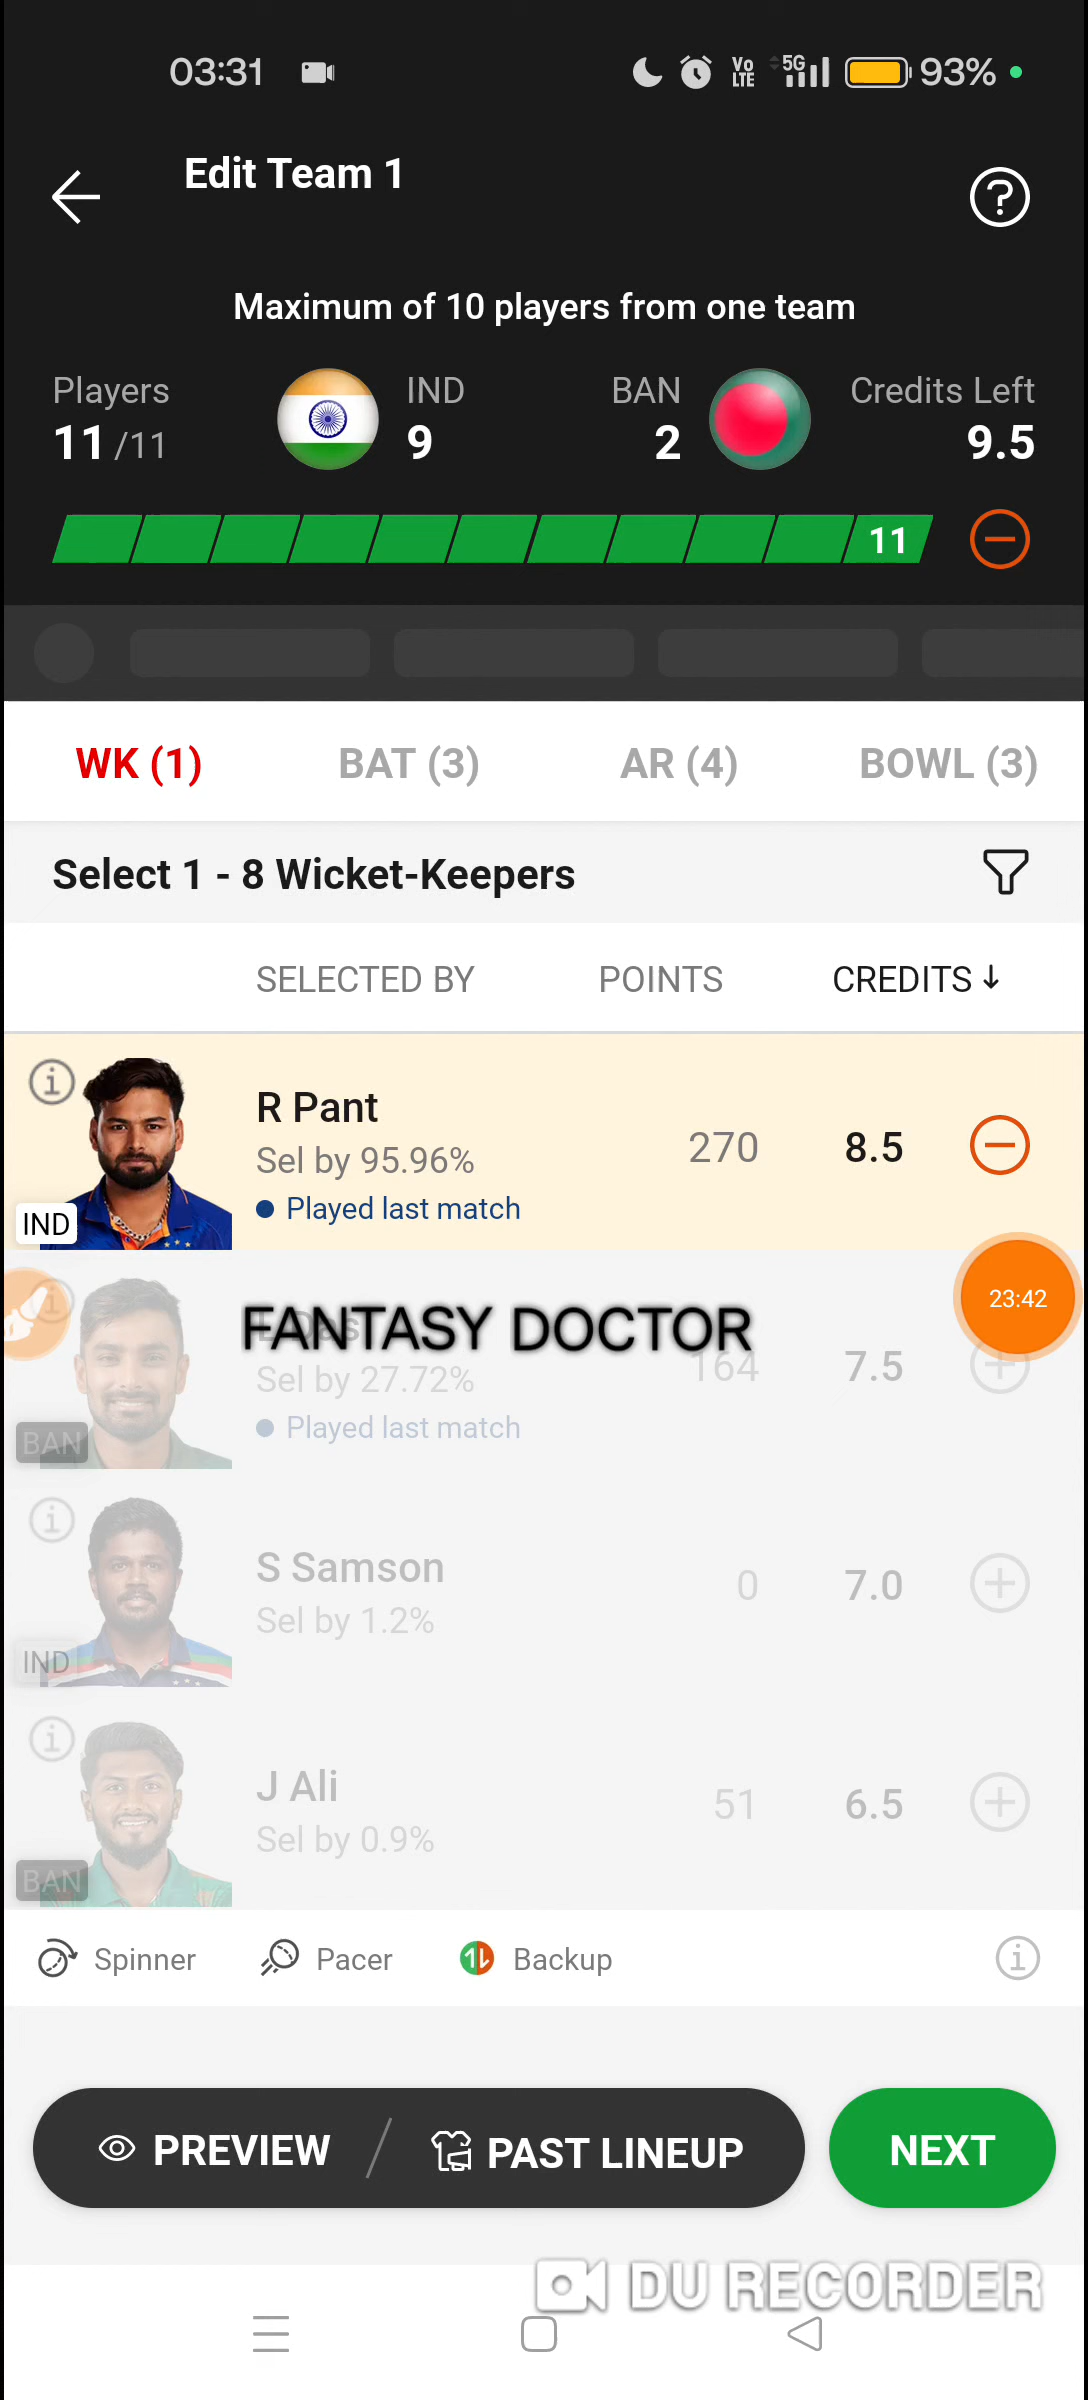 03:31 Vo LTE 5G 93%
Edit Team 1
Maximum of 10 players from one team
Players IND BAN Credits Left
11/11 9 2 9.5
11
WK (1) BAT (3) AR (4) BOWL (3)
Select 1 - 8 Wicket-Keepers
SELECTED BY POINTS CREDITS
R Pant
Sel by 95.96% 270 8.5
Played last match
IND
23:42
FANTASY DOCTOR
Sel by 27.72% 164 7.5
Played last match
BAN
S Samson
Sel by 1.2% 0 7.0
IND
J Ali
Sel by 0.9% 51 6.5
BAN
Spinner Pacer Backup
PREVIEW PAST LINEUP NEXT
DU RECORDER